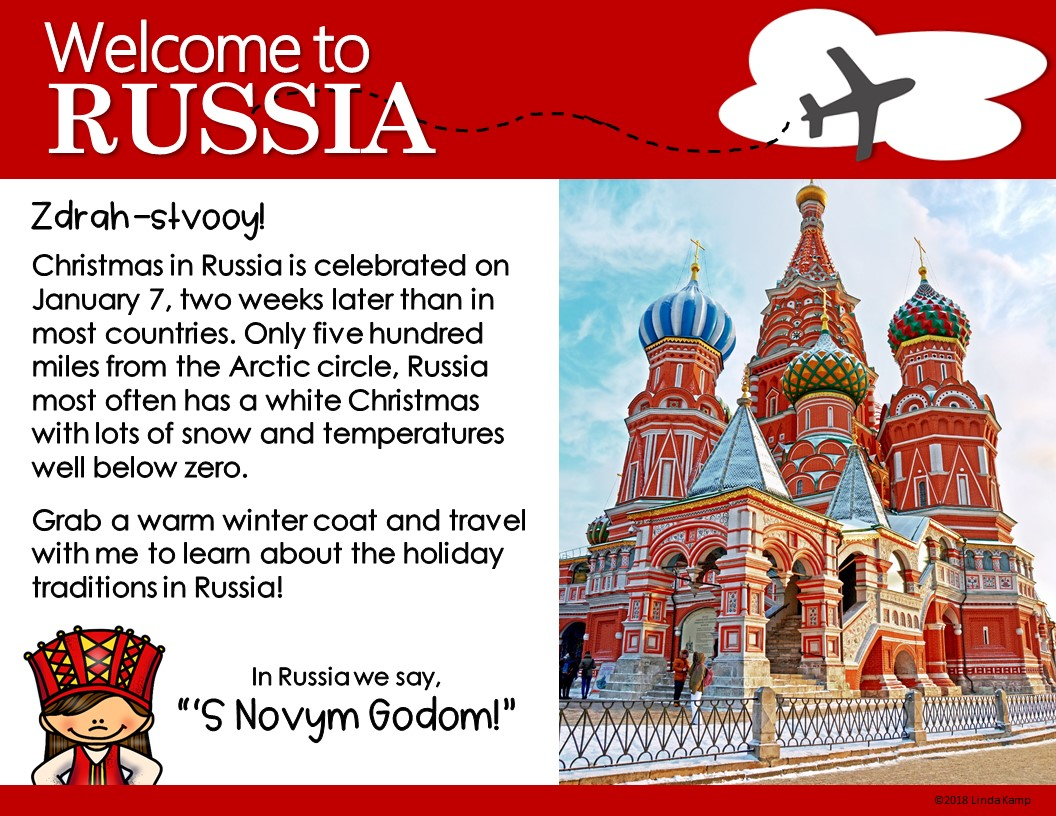 Welcome to
RUSSIA
Zdrah-stvooy!
Christmas in Russia is celebrated on
January 7, two weeks later than in
most countries. Only five hundred
miles from the Arctic circle, Russia
most often has a white Christmas
with lots of snow and temperatures
well below zero.
Grab a warm winter coat and travel
with me to learn about the holiday
traditions in Russia!
In Russia we say,
“‘S Novym Godom!”
©2018 Linda Kamp